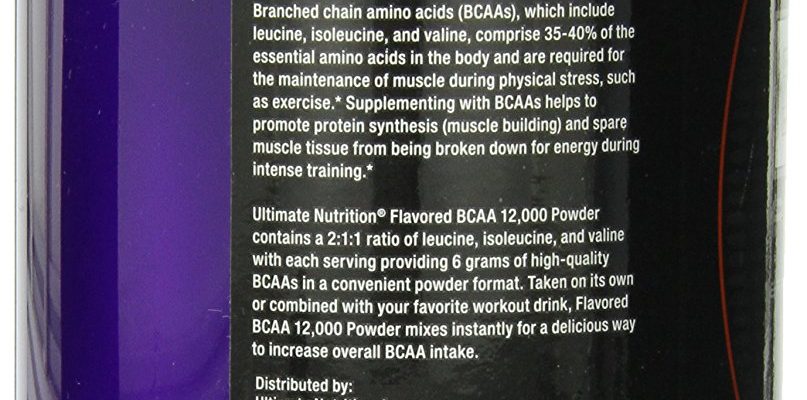 Branched chain amino acids (BCAAs), which include
leucine, isoleucine, and valine, comprise 35-40% of the
essential amino acids in the body and are required for
the maintenance of muscle during physical stress, such
as exercise.* Supplementing with BCAAs helps to
promote protein synthesis (muscle building) and spare
muscle tissue from being broken down for energy during
intense training.*
Ultimate Nutrition® Flavored BCAA 12,000 Powder
contains a 2:1:1 ratio of leucine, isoleucine, and valine
with each serving providing 6 grams of high-quality
BCAAs in a convenient powder format. Taken on its own
or combined with your favorite workout drink, Flavored
BCAA 12,000 Powder mixes instantly for a delicious way
to increase overall BCAA intake.
Distributed by: